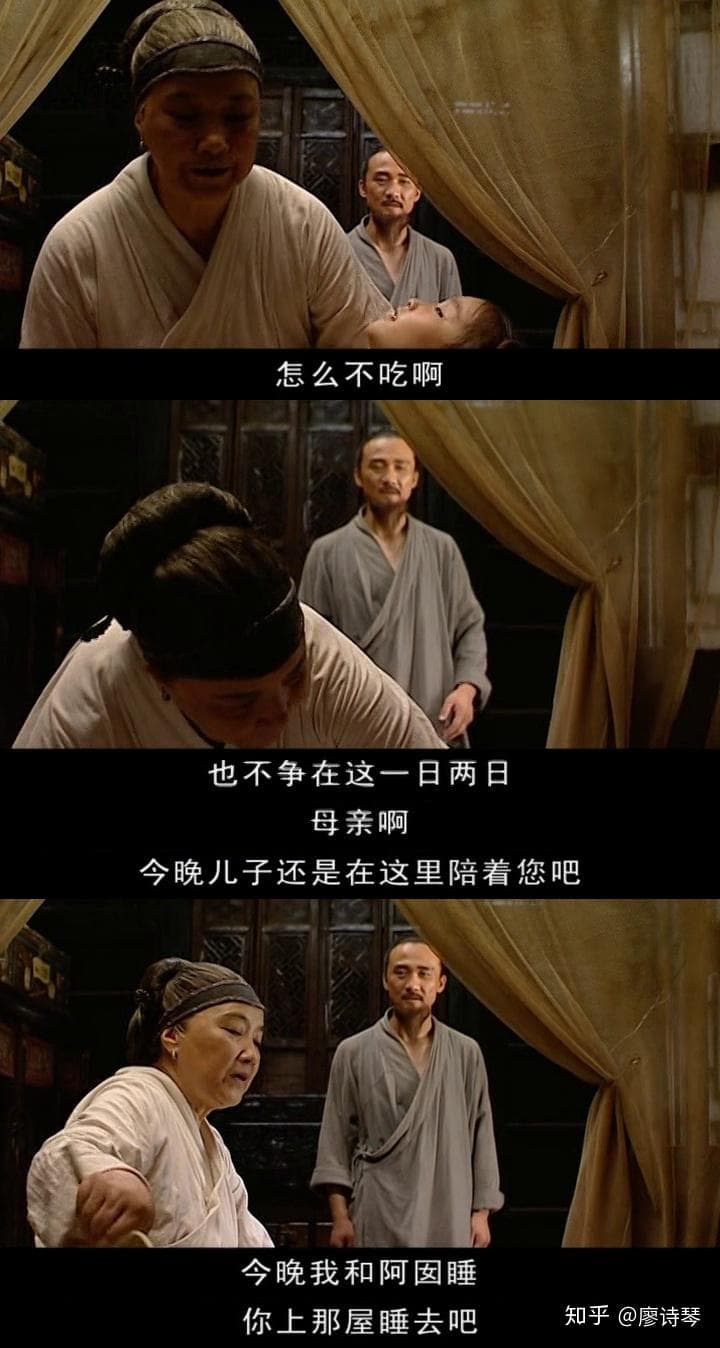 怎么不吃啊
也不争在这一日两日
母亲啊
今晚儿子还是在这里陪着您吧
今晚我和阿囡睡
你上那屋睡去吧
知乎 @廖诗琴